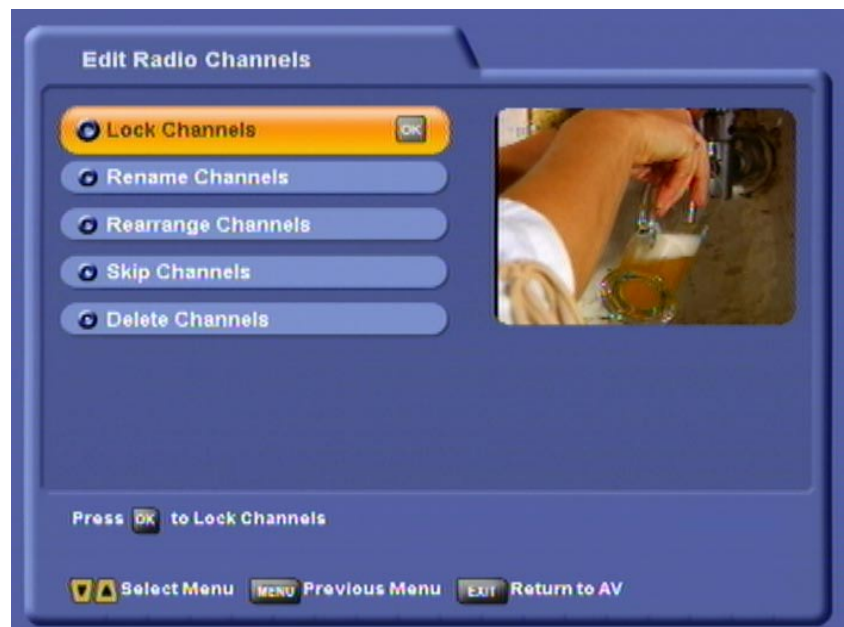 Edit Radio Channels
Lock Channels OK
Rename Channels
Rearrange Channels
Skip Channels
Delete Channels
Press OK to Lock Channels
Select Menu MENU Previous Menu EXIT Return to AV